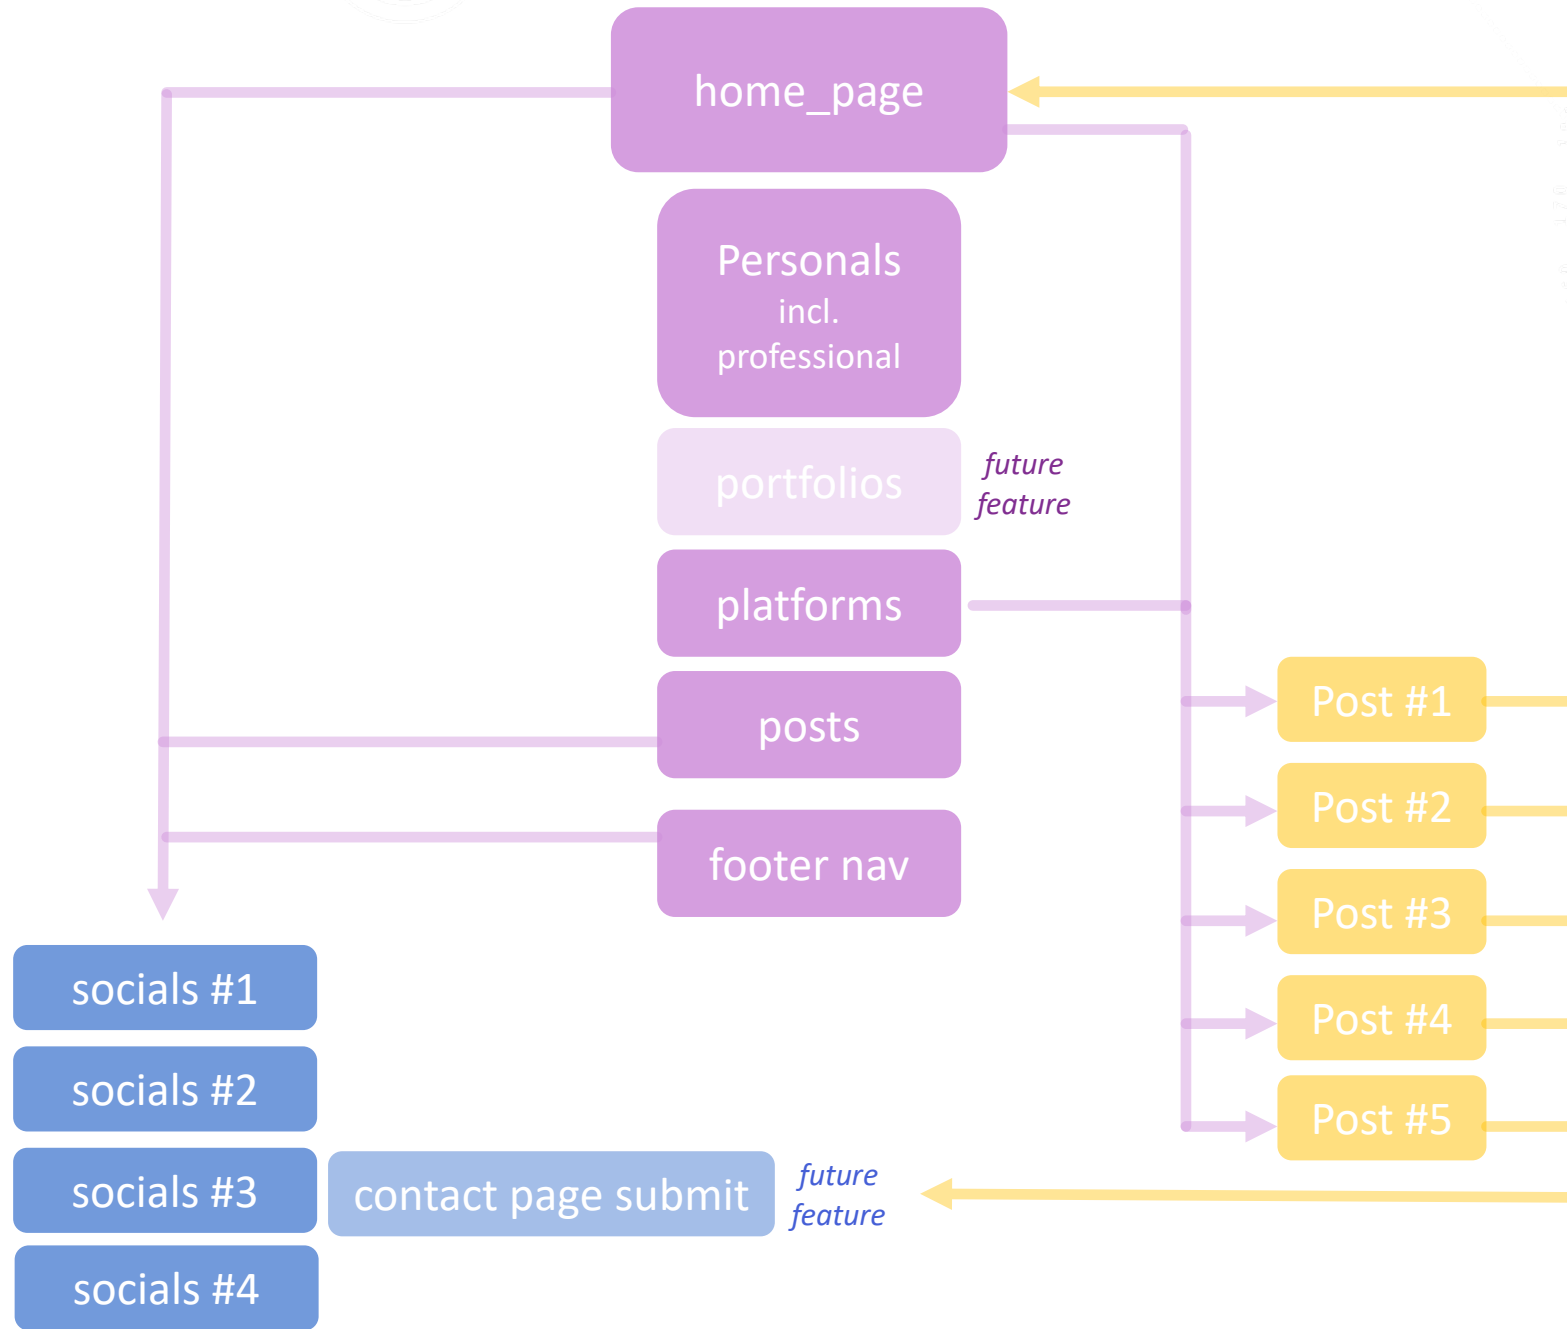 home_page
Personals
incl.
professional
portfolios
future
feature
platforms
posts
footer nav
Post #1
Post #2
Post #3
Post #4
Post #5
socials #1
socials #2
socials #3
contact page submit
future
feature
socials #4